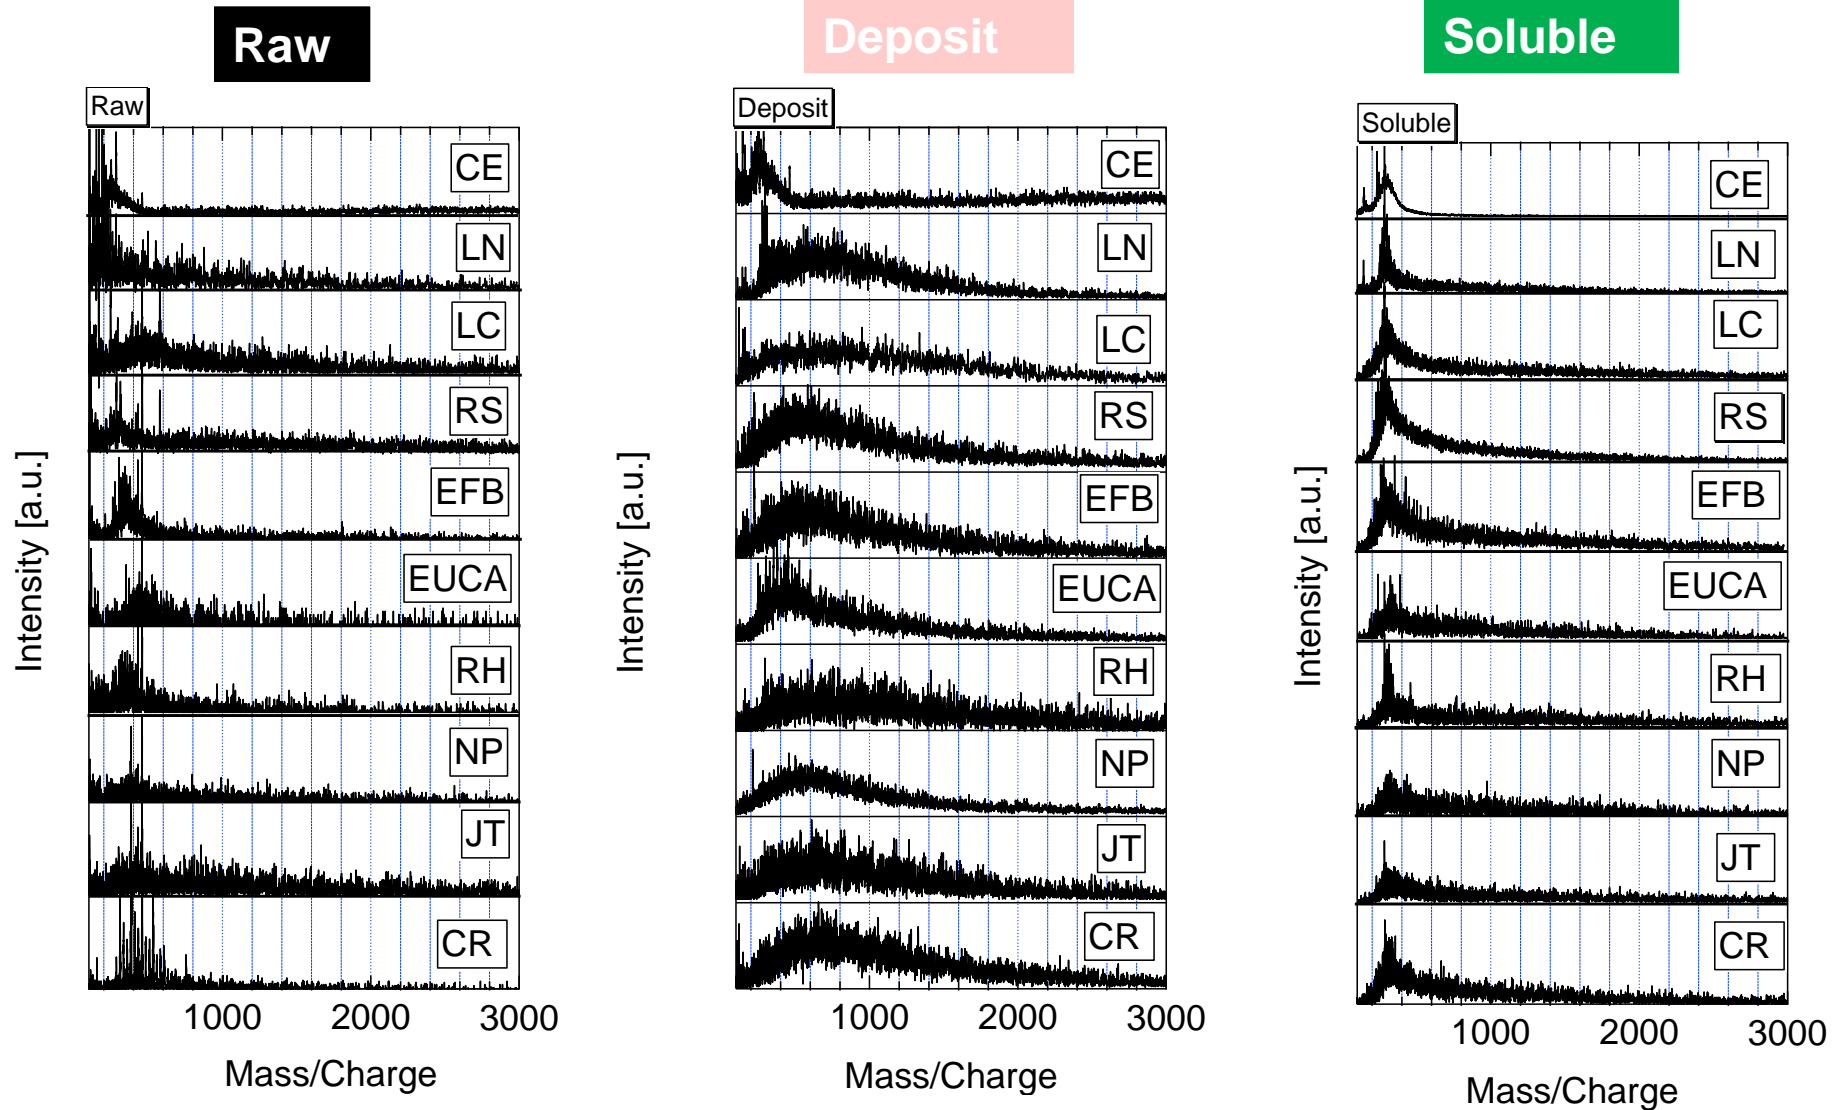 Raw
Deposit
Soluble
Raw
CE
LN
LC
RS
EFB
EUCA
RH
NP
JT
CR
Intensity [a.u.]
1000 2000 3000
Mass/Charge
Deposit
CE
LN
LC
RS
EFB
EUCA
RH
NP
JT
CR
Intensity [a.u.]
1000 2000 3000
Mass/Charge
Soluble
CE
LN
LC
RS
EFB
EUCA
RH
NP
JT
CR
Intensity [a.u.]
1000 2000 3000
Mass/Charge